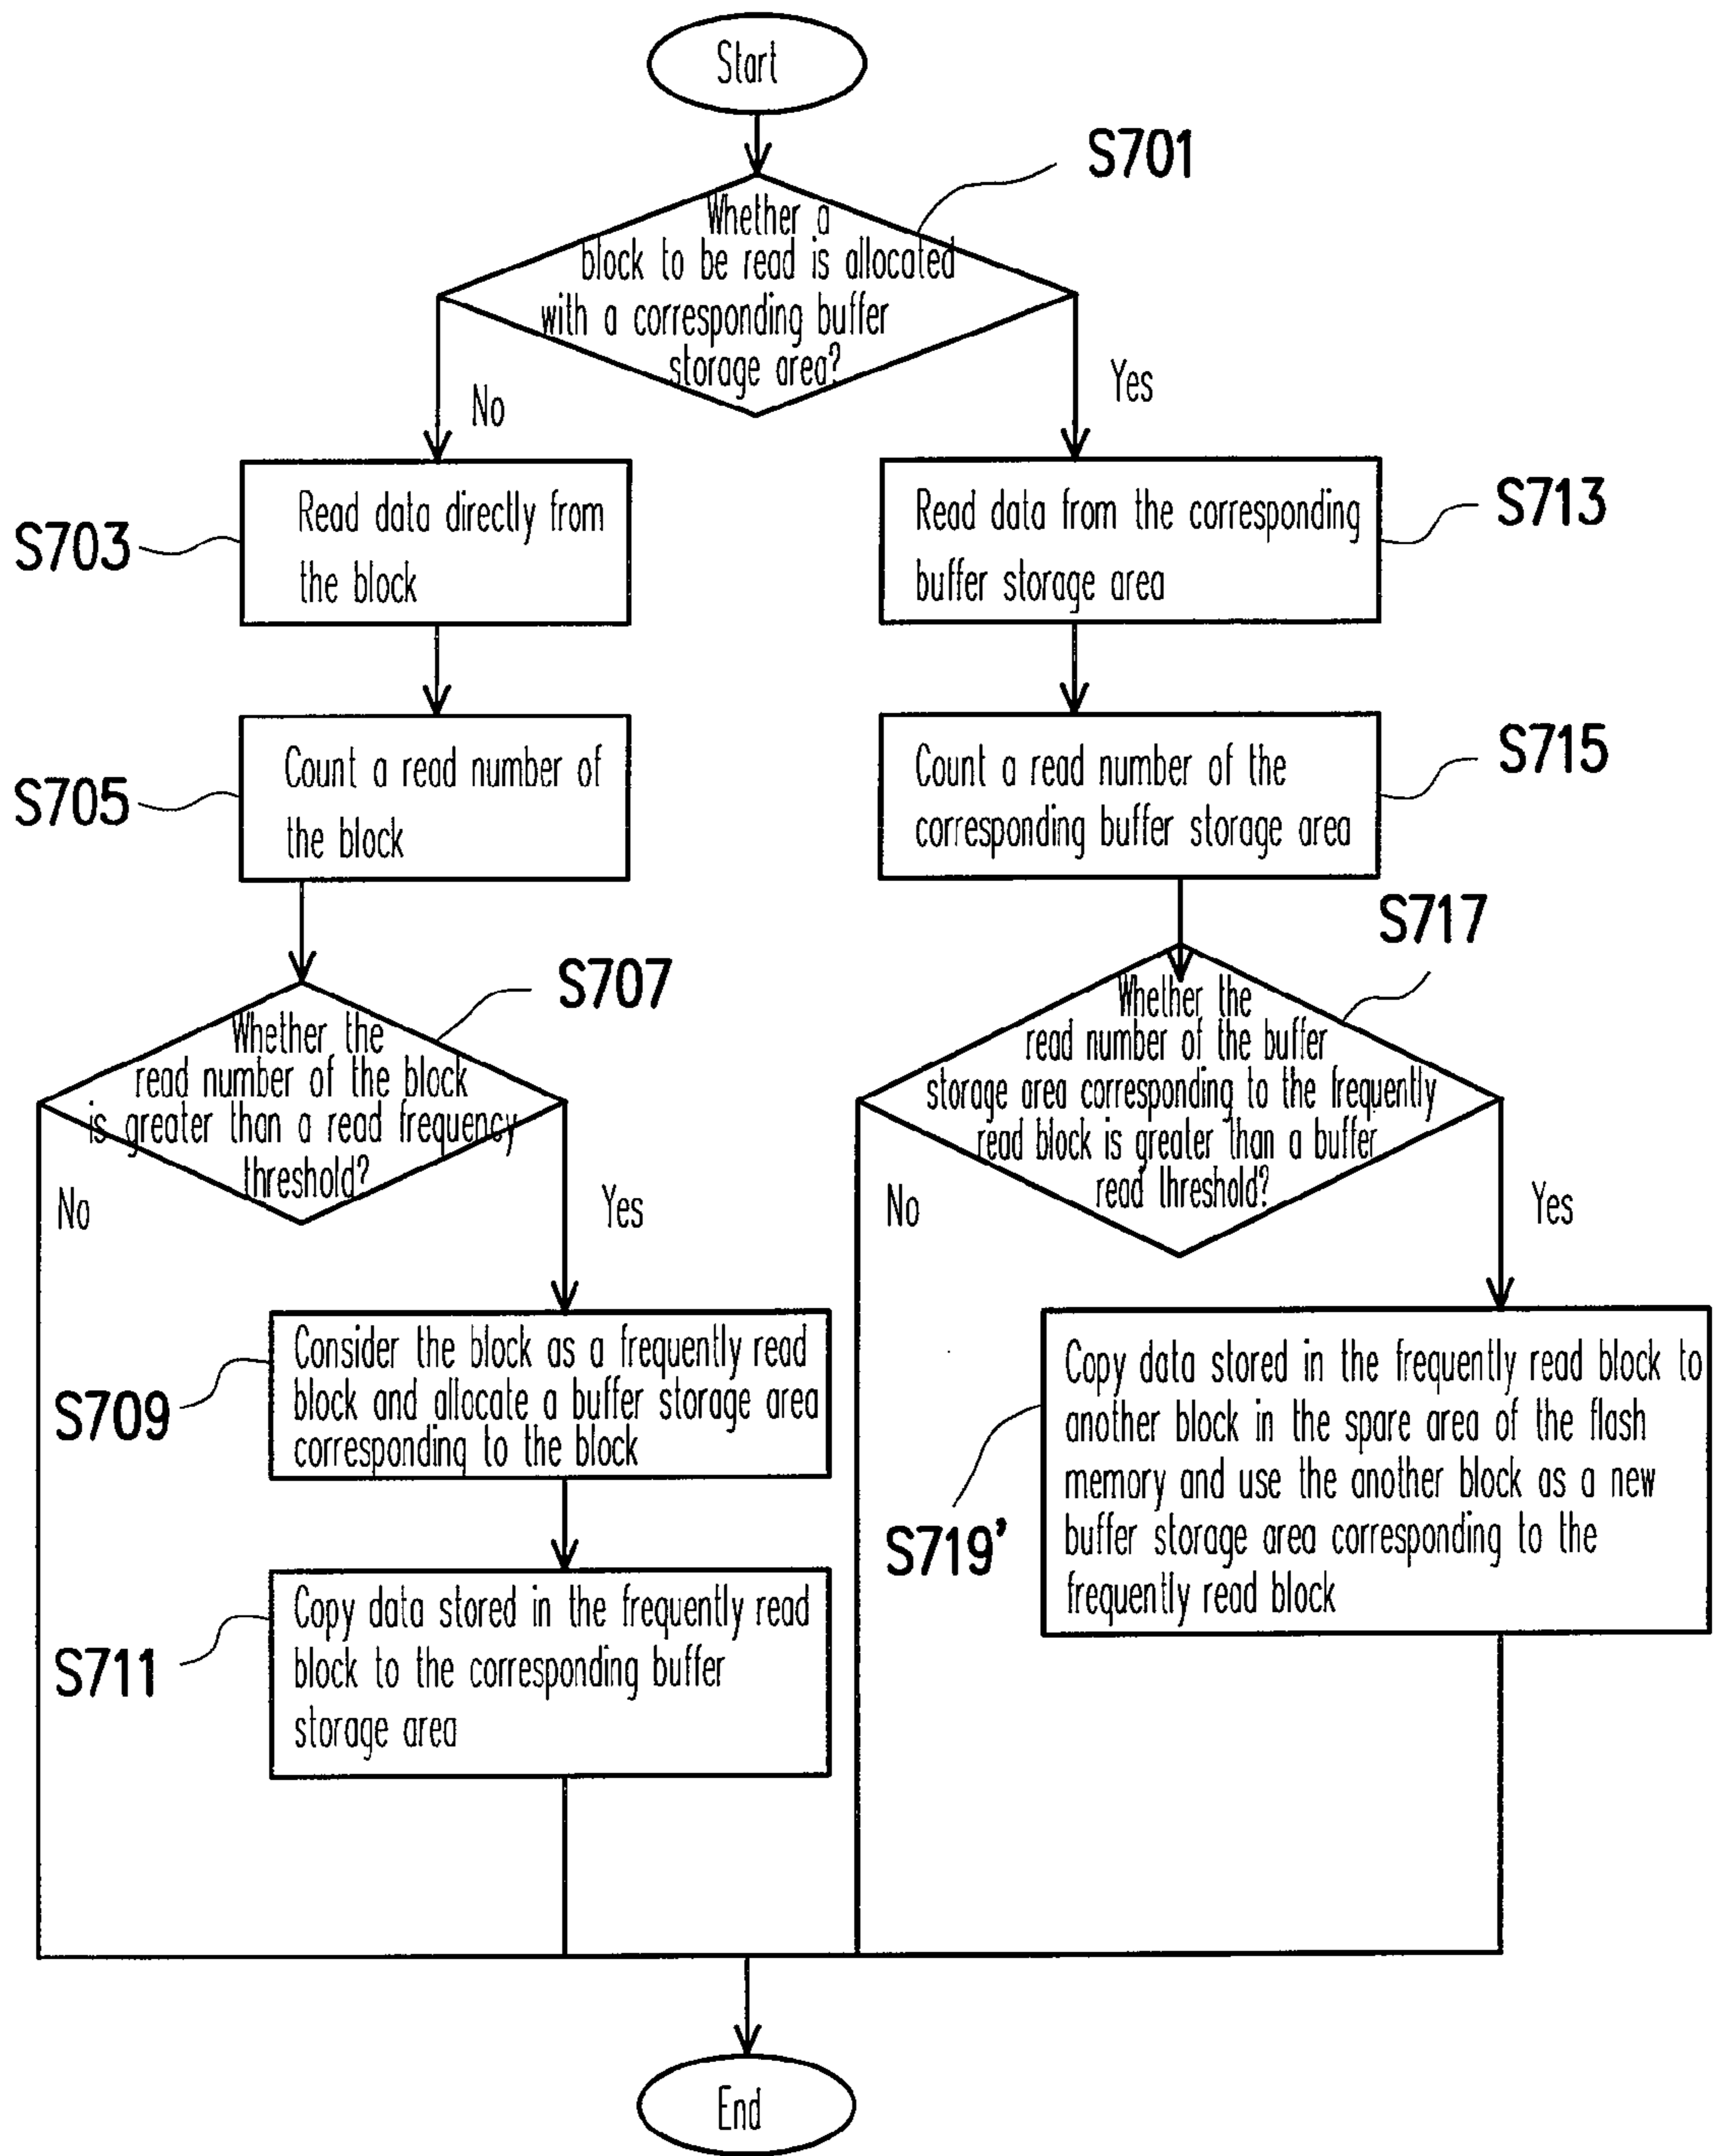 Start
S701
Whether a
block to be read is allocated
with a corresponding buffer
storage area?
No
Yes
S703
Read data directly from
the block
Read data from the corresponding
buffer storage area
S713
S705
Count a read number of
the block
Count a read number of the
corresponding buffer storage area
S715
S707
Whether the
read number of the block
is greater than a read frequency
threshold?
No
Yes
S717
Whether the
read number of the buffer
storage area corresponding to the frequently
read block is greater than a buffer
read threshold?
No
Yes
S709
Consider the block as a frequently read
block and allocate a buffer storage area
corresponding to the block
S719’
Copy data stored in the frequently read block to
another block in the spare area of the flash
memory and use the another block as a new
buffer storage area corresponding to the
frequently read block
S711
Copy data stored in the frequently read
block to the corresponding buffer
storage area
End